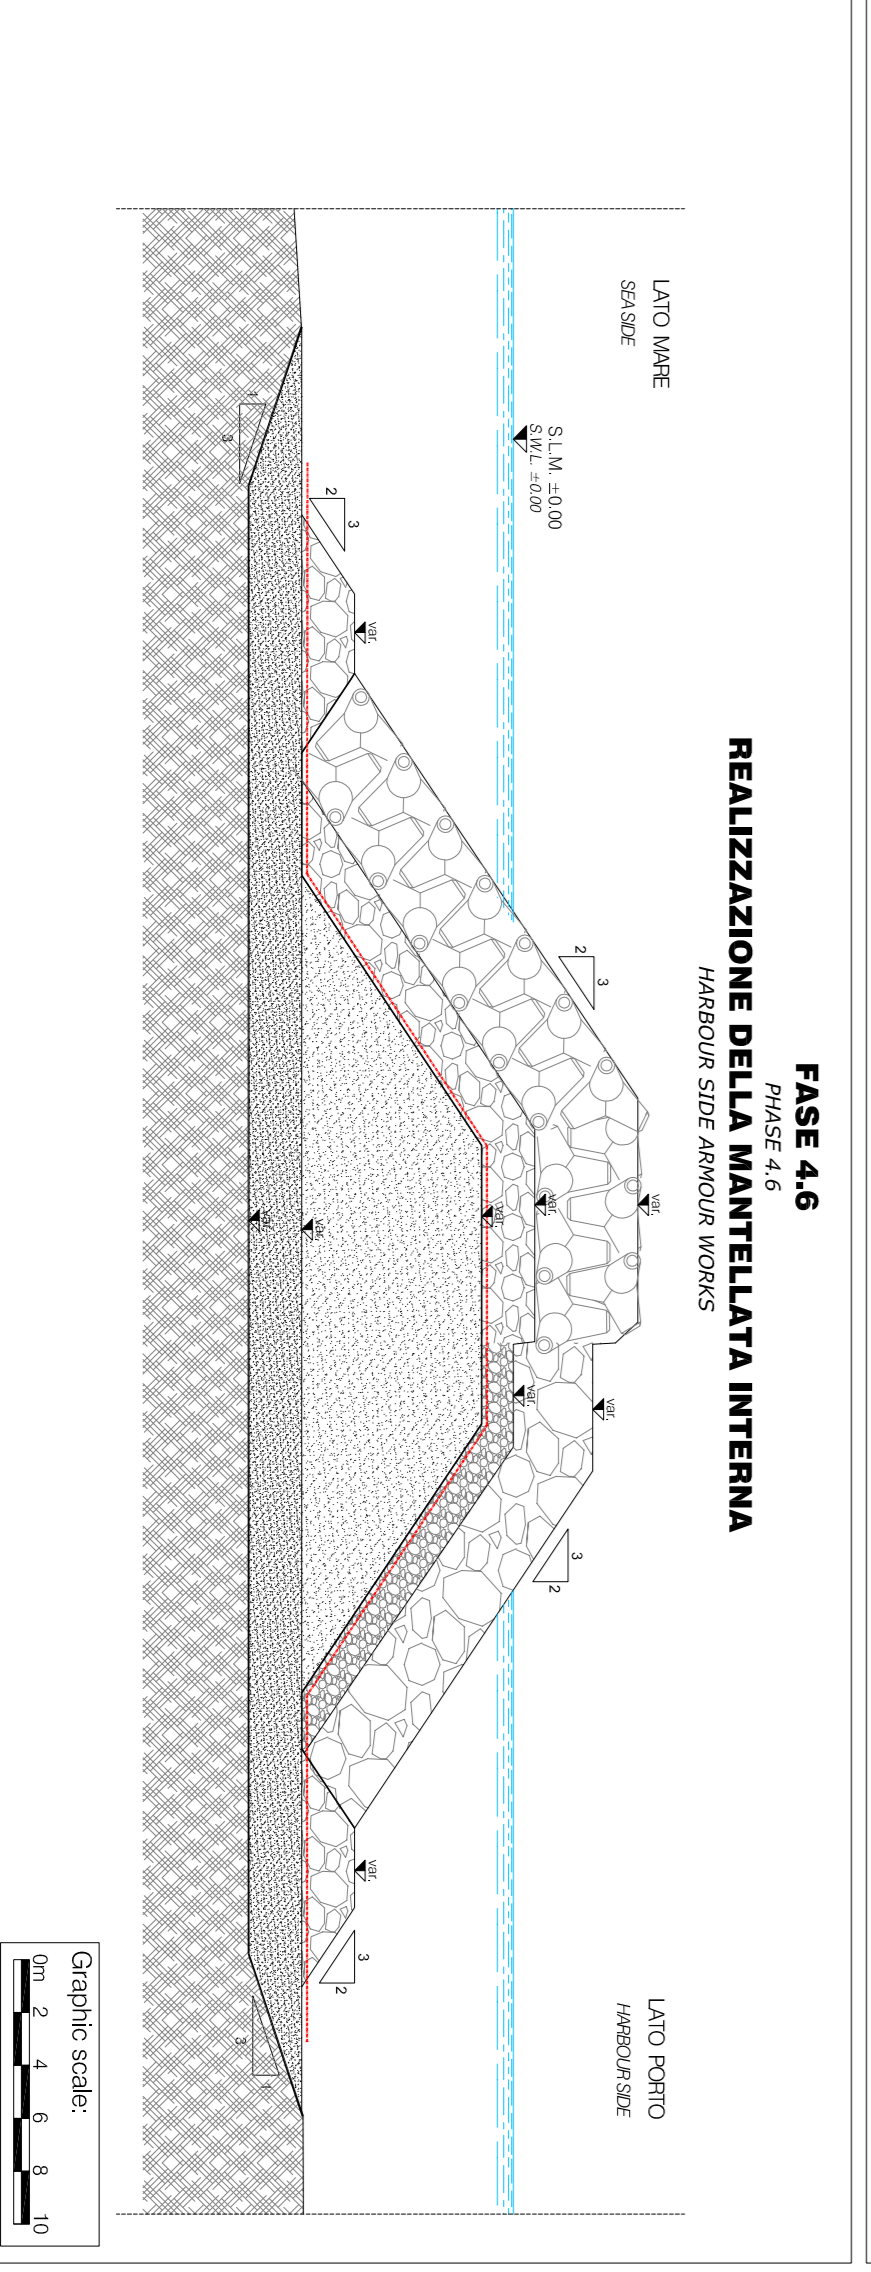 FASE 4.6
PHASE 4.6
REALIZZAZIONE DELLA MANTELLATA INTERNA
HARBOUR SIDE ARMOUR WORKS
LATO MARE
SEA SIDE
LATO PORTO
HARBOUR SIDE
S.L.M. ±0.00
S.W.L. ±0.00
var.
var.
2
3
var.
var.
3
2
var.
var.
2
3
var.
var.
3
2
var.
var.
1
3
3
1
Graphic scale:
0m 2 4 6 8 10